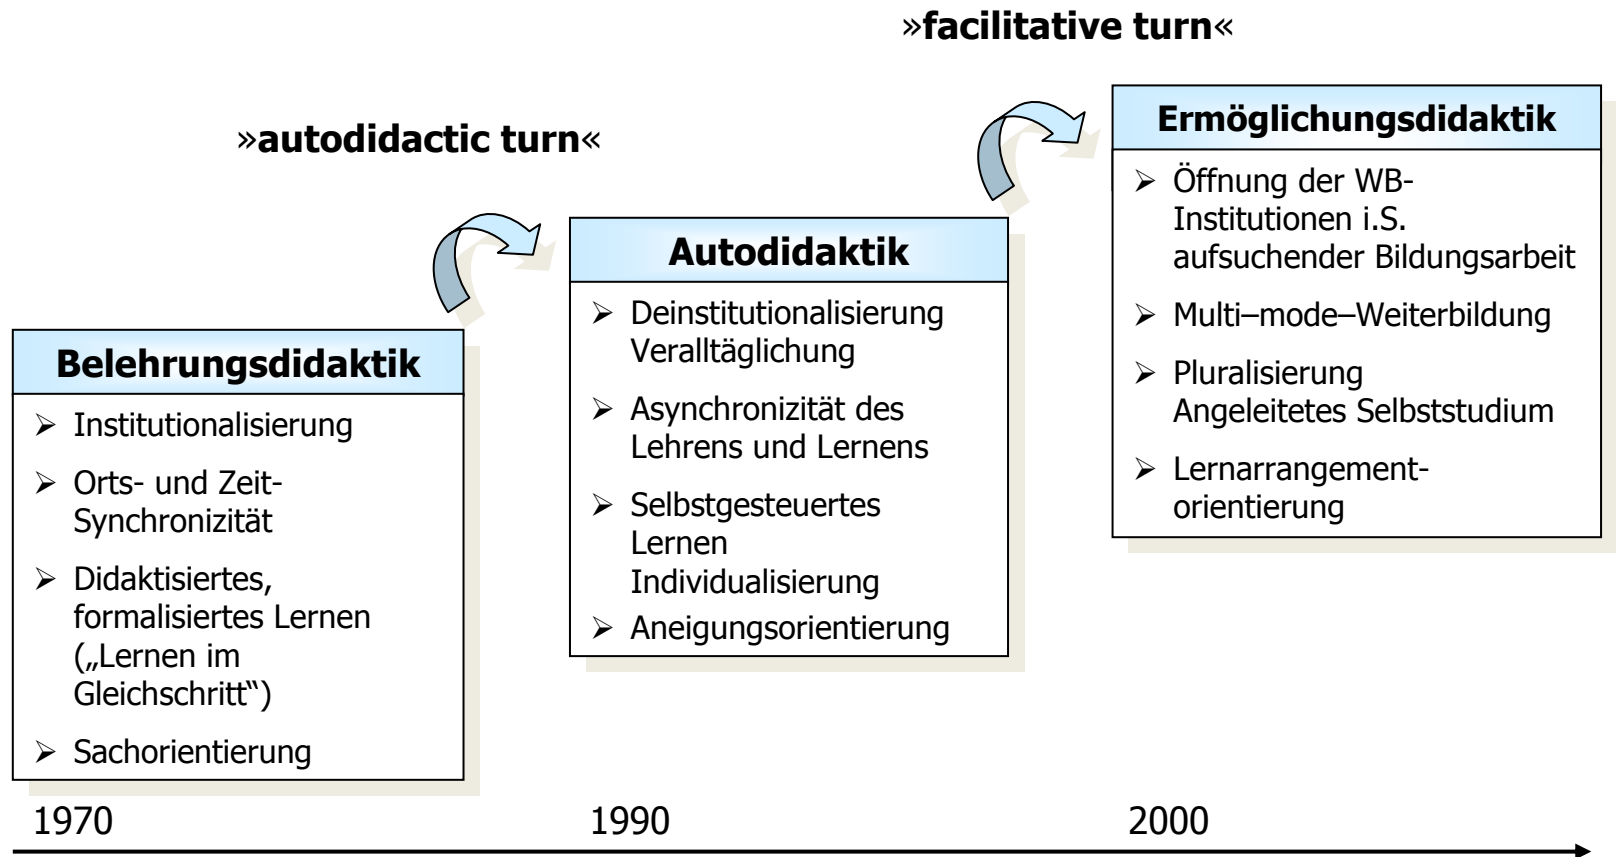 »facilitative turn«
»autodidactic turn«
Belehrungsdidaktik
Institutionalisierung
Orts- und Zeit-
Synchronizität
Didaktisiertes,
formalisiertes Lernen
(„Lernen im
Gleichschritt“)
Sachorientierung
Autodidaktik
Deinstitutionalisierung
Veralltäglichung
Asynchronizität des
Lehrens und Lernens
Selbstgesteuertes
Lernen
Individualisierung
Aneigungsorientierung
Ermöglichungsdidaktik
Öffnung der WB-
Institutionen i.S.
aufsuchender Bildungsarbeit
Multi–mode–Weiterbildung
Pluralisierung
Angeleitetes Selbststudium
Lernarrangement-
orientierung
1970
1990
2000